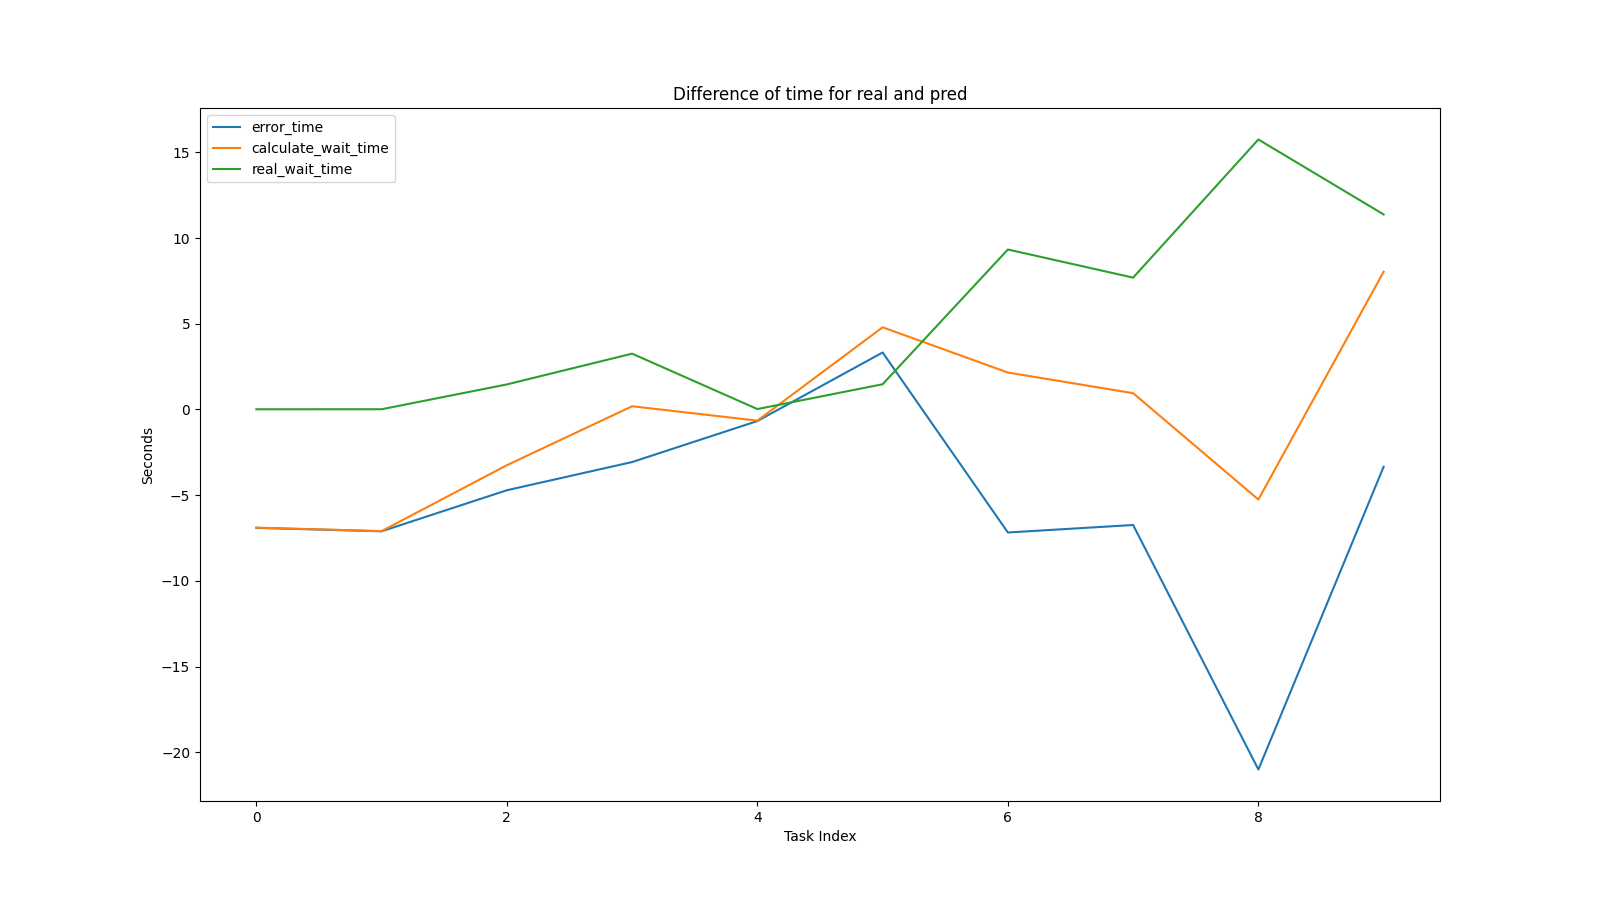 Difference of time for real and pred
error_time
calculate_wait_time
real_wait_time
15
10
5
0
−5
−10
−15
−20
Seconds
0 2 4 6 8
Task Index